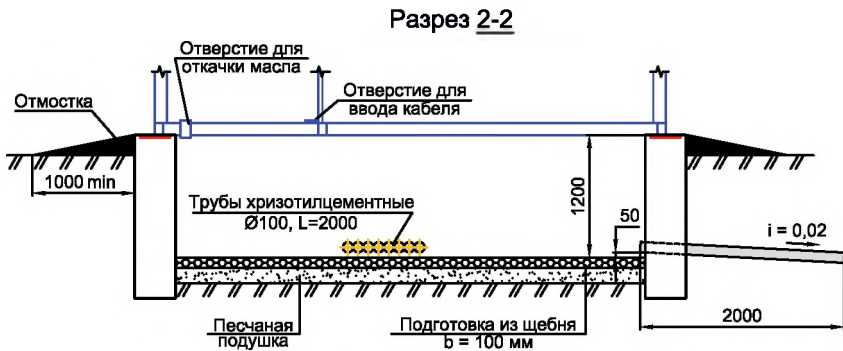 Разрез 2-2
Отверстие для
откачки масла
Отверстие для
ввода кабеля
Отмостка
1000 min
Трубы хризотилцементные
Ø100, L=2000
1200
50
i = 0,02
Песчаная
подушка
Подготовка из щебня
b = 100 мм
2000